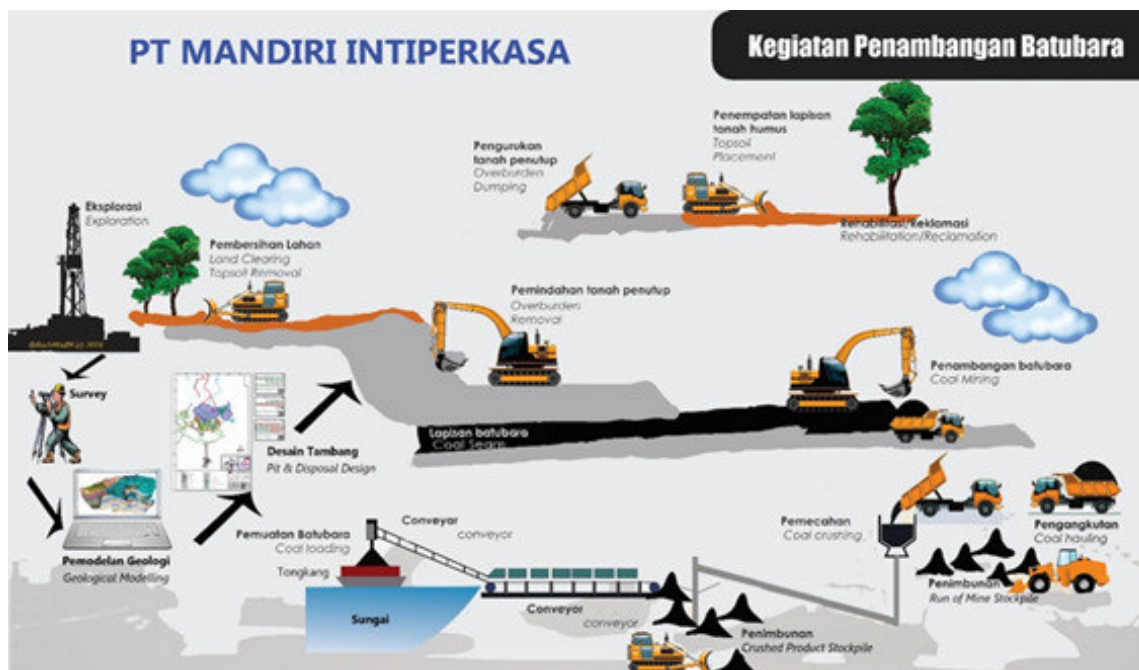 PT MANDIRI INTIPERKASA
Kegiatan Penambangan Batubara
Penempatan lapisan
tanah humus
Topsoil
Placement
Pengurukan
tanah penutup
Overburden
Dumping
Rehabilitasi/Reklamasi
Rehabilitation/Reclamation
Eksplorasi
Exploration
Pembersihan Lahan
Land Clearing
Topsoil Removal
Pemindahan tanah penutup
Overburden
Removal
Penambangan batubara
Coal Mining
Survey
Lapisan batubara
Coal Seam
Desain Tambang
Pit & Disposal Design
Pemodelan Geologi
Geological Modelling
Pemuatan Batubara
Coal loading
Tongkang
Conveyor
conveyor
Sungai
Conveyor
conveyor
Pemecahan
Coal crushing
Pengangkutan
Coal hauling
Penimbunan
Run of Mine Stockpile
Penimbunan
Crushed Product Stockpile